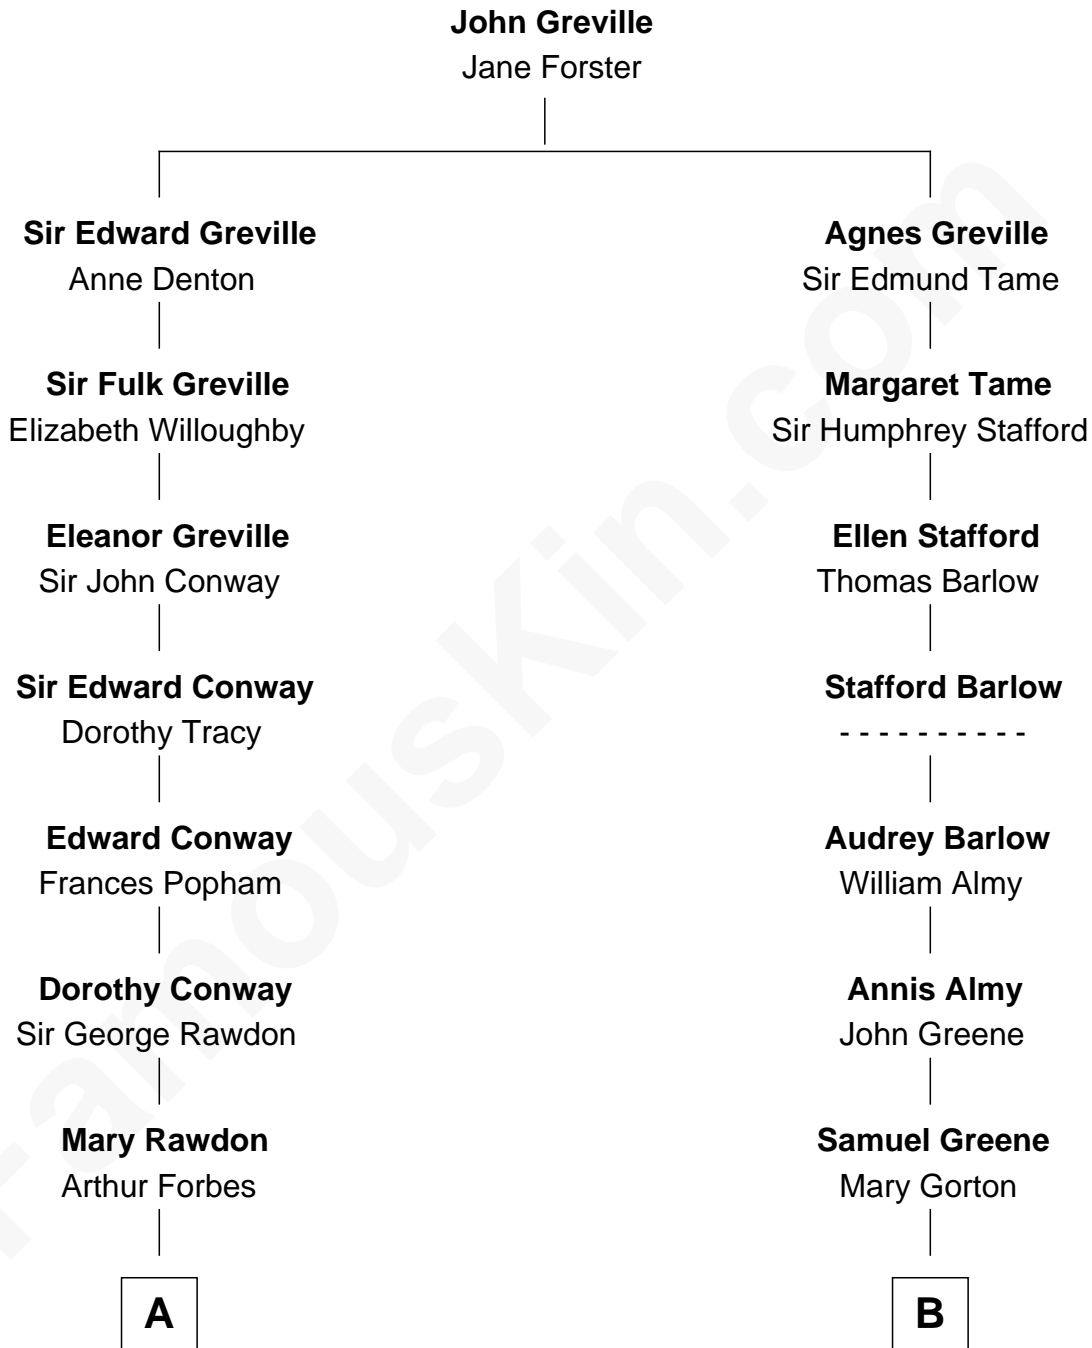 John Greville
Jane Forster
Sir Edward Greville
Anne Denton
Agnes Greville
Sir Edmund Tame
Sir Fulk Greville
Elizabeth Willoughby
Margaret Tame
Sir Humphrey Stafford
Eleanor Greville
Sir John Conway
Ellen Stafford
Thomas Barlow
Sir Edward Conway
Dorothy Tracy
Stafford Barlow
- - - - - - - - - -
Edward Conway
Frances Popham
Audrey Barlow
William Almy
Dorothy Conway
Sir George Rawdon
Annis Almy
John Greene
Mary Rawdon
Arthur Forbes
Samuel Greene
Mary Gorton
A
B
FamousKin.com